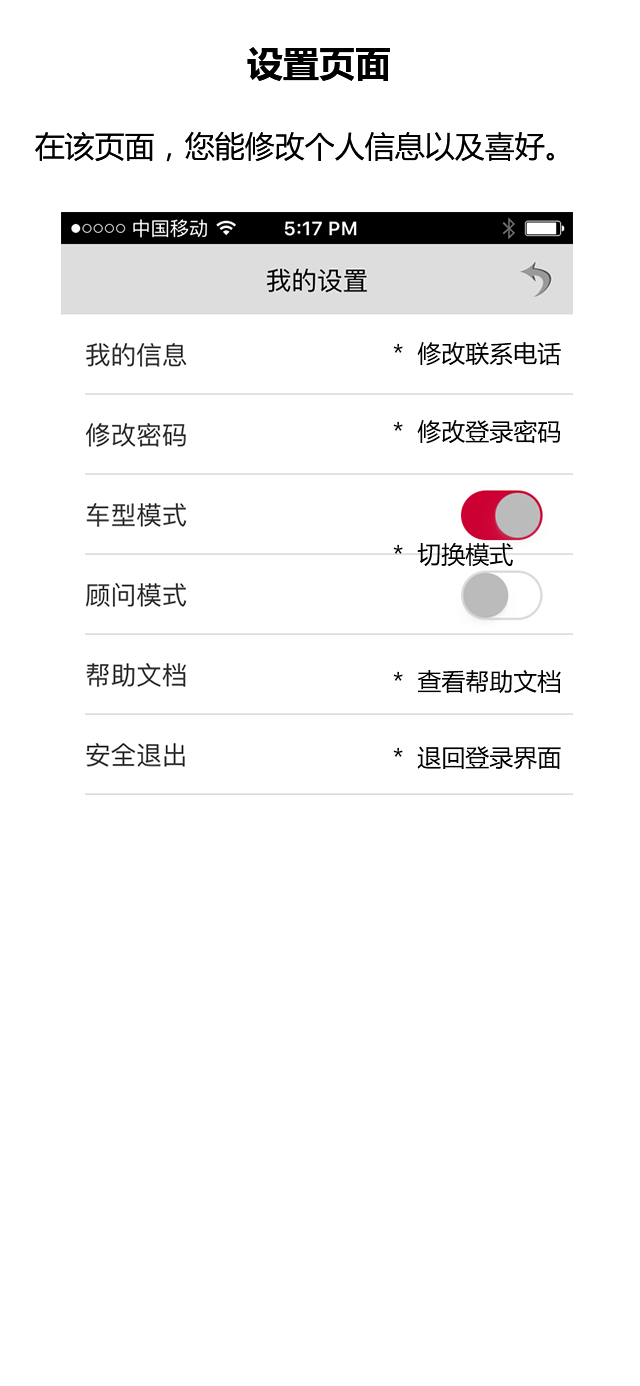 设置页面
在该页面，您能修改个人信息以及喜好。
中国移动 5:17 PM
我的设置
我的信息 * 修改联系电话
修改密码 * 修改登录密码
车型模式
* 切换模式
顾问模式
帮助文档 * 查看帮助文档
安全退出 * 退回登录界面